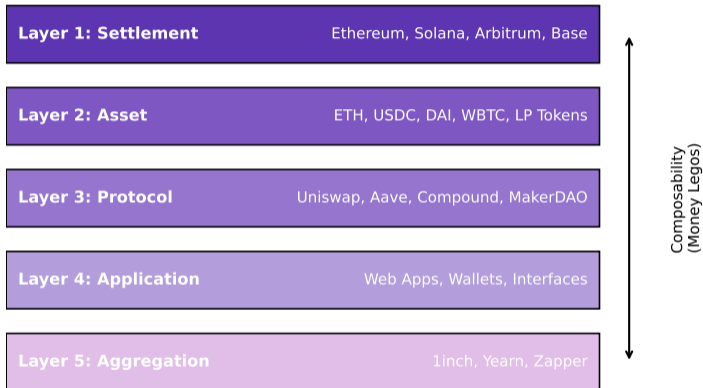 Layer 1: Settlement Ethereum, Solana, Arbitrum, Base
Layer 2: Asset ETH, USDC, DAI, WBTC, LP Tokens
Layer 3: Protocol Uniswap, Aave, Compound, MakerDAO
Layer 4: Application Web Apps, Wallets, Interfaces
Layer 5: Aggregation 1inch, Yearn, Zapper
Composability
(Money Legos)